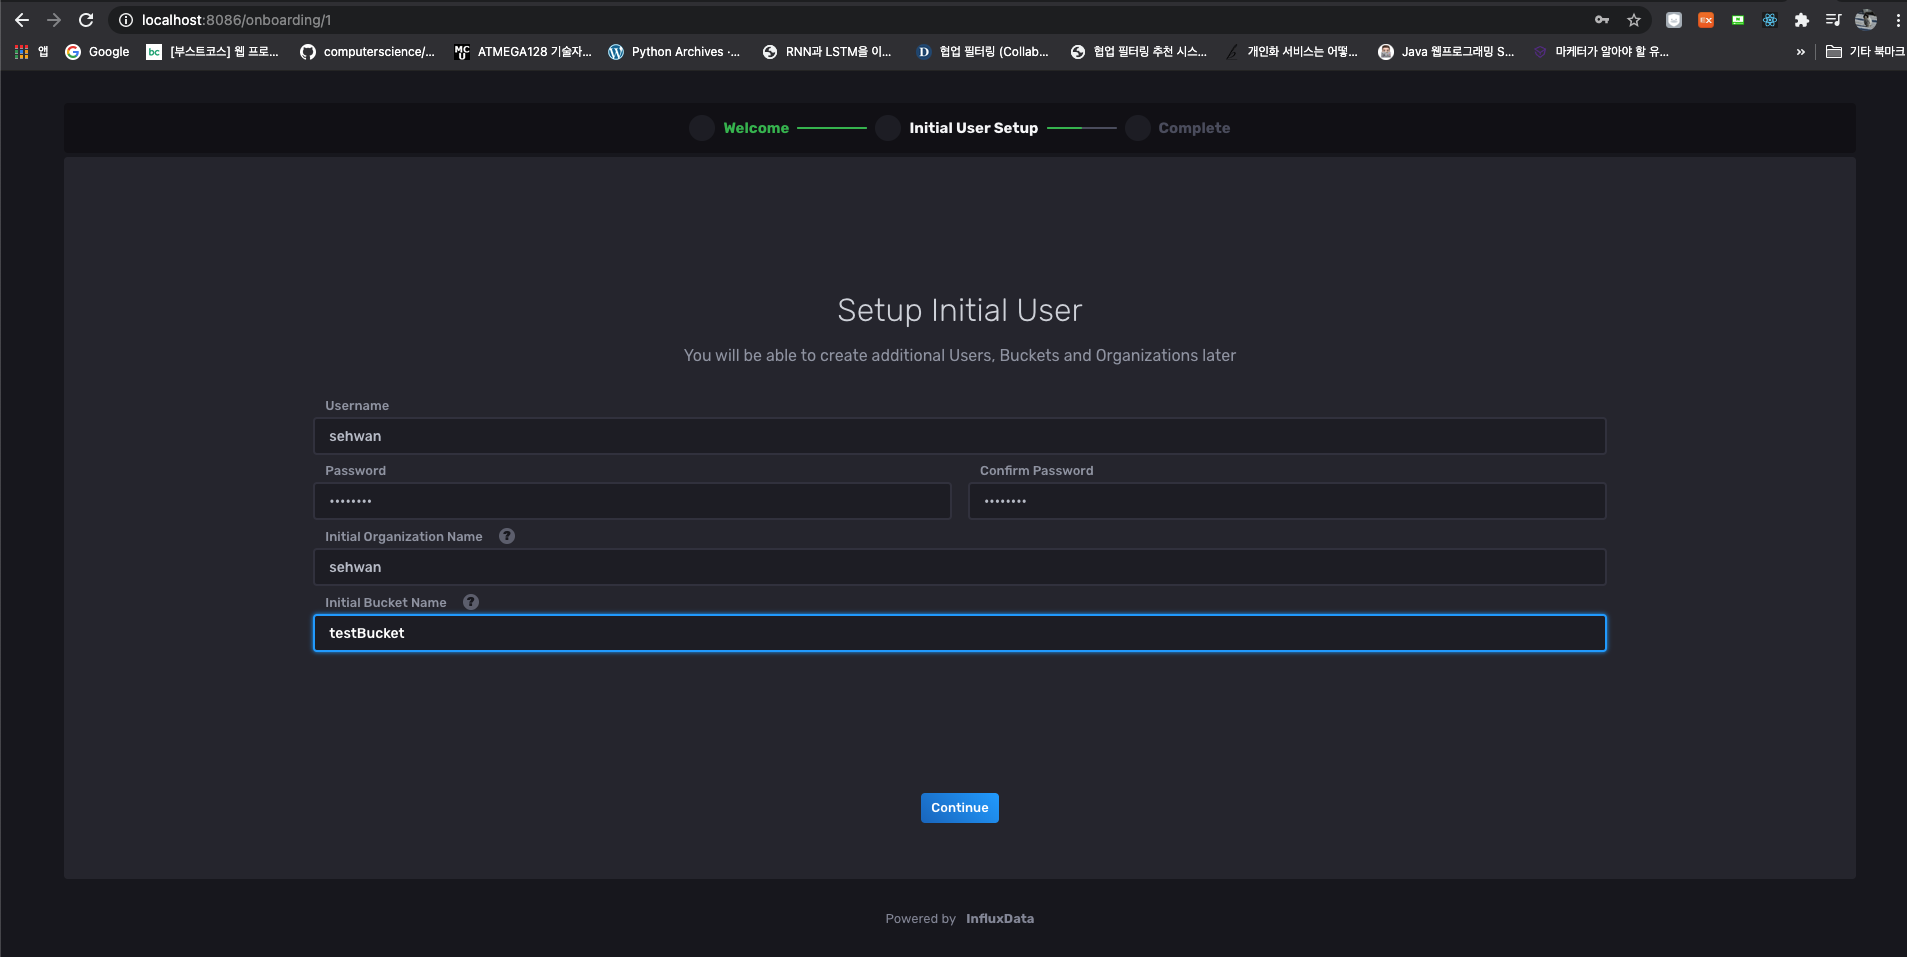 localhost:8086/onboarding/1
앱 Google [부스트코스] 웹 프로... computerscience/... ATMEGA128 기술자... Python Archives ·... RNN과 LSTM을 이... 협업 필터링 (Collab... 협업 필터링 추천 시스... 개인화 서비스는 어떻... Java 웹프로그래밍 S... 마케터가 알아야 할 유... » 기타 북마크
Welcome Initial User Setup Complete
Setup Initial User
You will be able to create additional Users, Buckets and Organizations later
Username
sehwan
Password Confirm Password
•••••••• ••••••••
Initial Organization Name ?
sehwan
Initial Bucket Name ?
testBucket
Continue
Powered by InfluxData